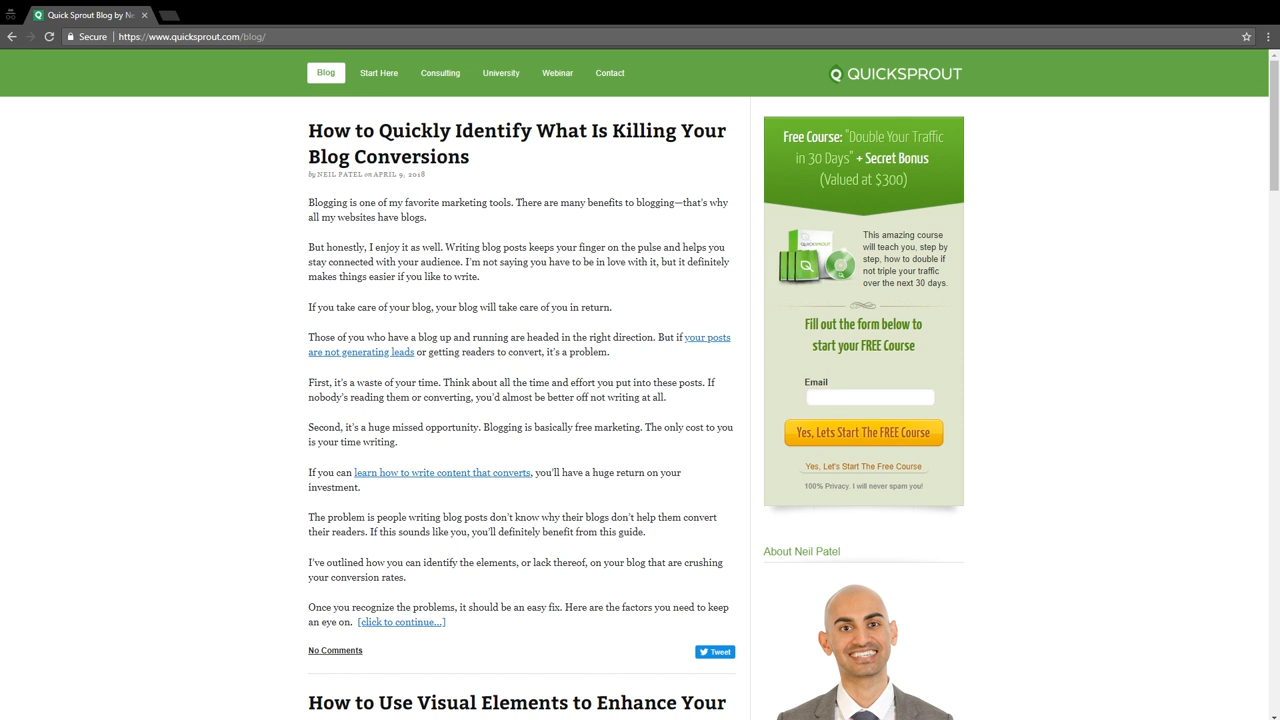 Quick Sprout Blog by Ne
Secure
https://www.quicksprout.com/blog/
Blog
Start Here
Consulting
University
Webinar
Contact
QUICKSPROUT
How to Quickly Identify What Is Killing Your
Blog Conversions
by NEIL PATEL on APRIL 9, 2018
Blogging is one of my favorite marketing tools. There are many benefits to blogging—that's why
all my websites have blogs.
But honestly, I enjoy it as well. Writing blog posts keeps your finger on the pulse and helps you
stay connected with your audience. I'm not saying you have to be in love with it, but it definitely
makes things easier if you like to write.
If you take care of your blog, your blog will take care of you in return.
Those of you who have a blog up and running are headed in the right direction. But if your posts
are not generating leads or getting readers to convert, it's a problem.
First, it's a waste of your time. Think about all the time and effort you put into these posts. If
nobody's reading them or converting, you'd almost be better off not writing at all.
Second, it's a huge missed opportunity. Blogging is basically free marketing. The only cost to you
is your time writing.
If you can learn how to write content that converts, you'll have a huge return on your
investment.
The problem is people writing blog posts don't know why their blogs don't help them convert
their readers. If this sounds like you, you'll definitely benefit from this guide.
I've outlined how you can identify the elements, or lack thereof, on your blog that are crushing
your conversion rates.
Once you recognize the problems, it should be an easy fix. Here are the factors you need to keep
an eye on. [click to continue...]
No Comments
Tweet
How to Use Visual Elements to Enhance Your
Free Course: "Double Your Traffic
in 30 Days" + Secret Bonus
(Valued at $300)
QUICKSPROUT
This amazing course
will teach you, step by
step, how to double if
not triple your traffic
over the next 30 days.
Fill out the form below to
start your FREE Course
Email
Yes, Lets Start The FREE Course
Yes, Let's Start The Free Course
100% Privacy. I will never spam you!
About Neil Patel